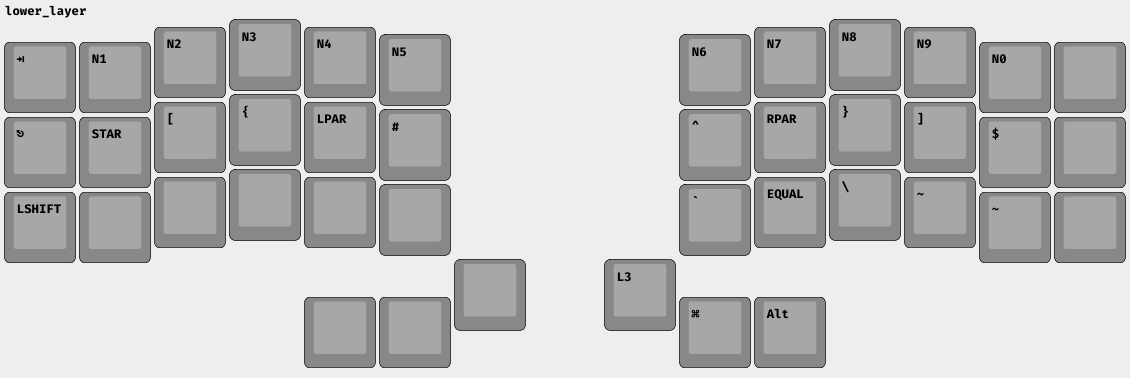 lower_layer
⇥ N1 N2 N3 N4 N5 N6 N7 N8 N9 N0
⎋ STAR [ { LPAR # ^ RPAR } ] $
LSHIFT ` EQUAL \ ~ ~
L3 ⌘ Alt